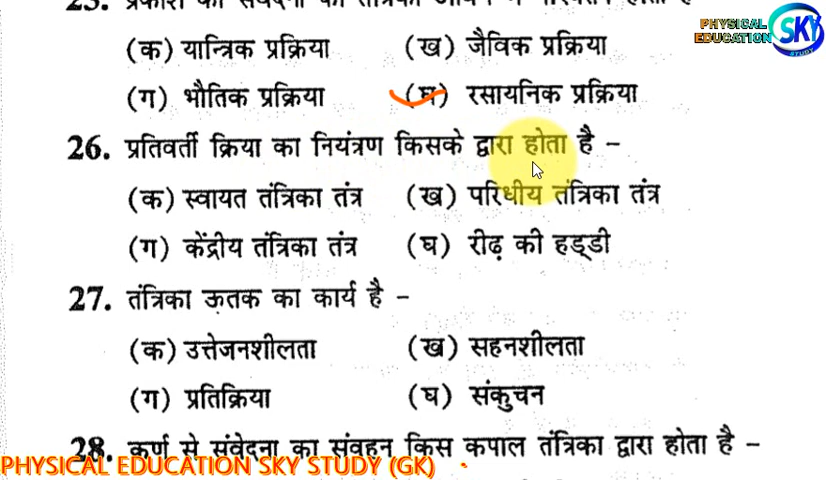 PHYSICAL
EDUCATION
SKY
STUDY
(क) यान्त्रिक प्रक्रिया (ख) जैविक प्रक्रिया
(ग) भौतिक प्रक्रिया (घ) रसायनिक प्रक्रिया
26. प्रतिवर्ती क्रिया का नियंत्रण किसके द्वारा होता है -
(क) स्वायत तंत्रिका तंत्र (ख) परिधीय तंत्रिका तंत्र
(ग) केंद्रीय तंत्रिका तंत्र (घ) रीढ़ की हड्डी
27. तंत्रिका ऊतक का कार्य है -
(क) उत्तेजनशीलता (ख) सहनशीलता
(ग) प्रतिक्रिया (घ) संकुचन
28. कर्ण से संवेदना का संवहन किस कपाल तंत्रिका द्वारा होता है -
PHYSICAL EDUCATION SKY STUDY (GK)